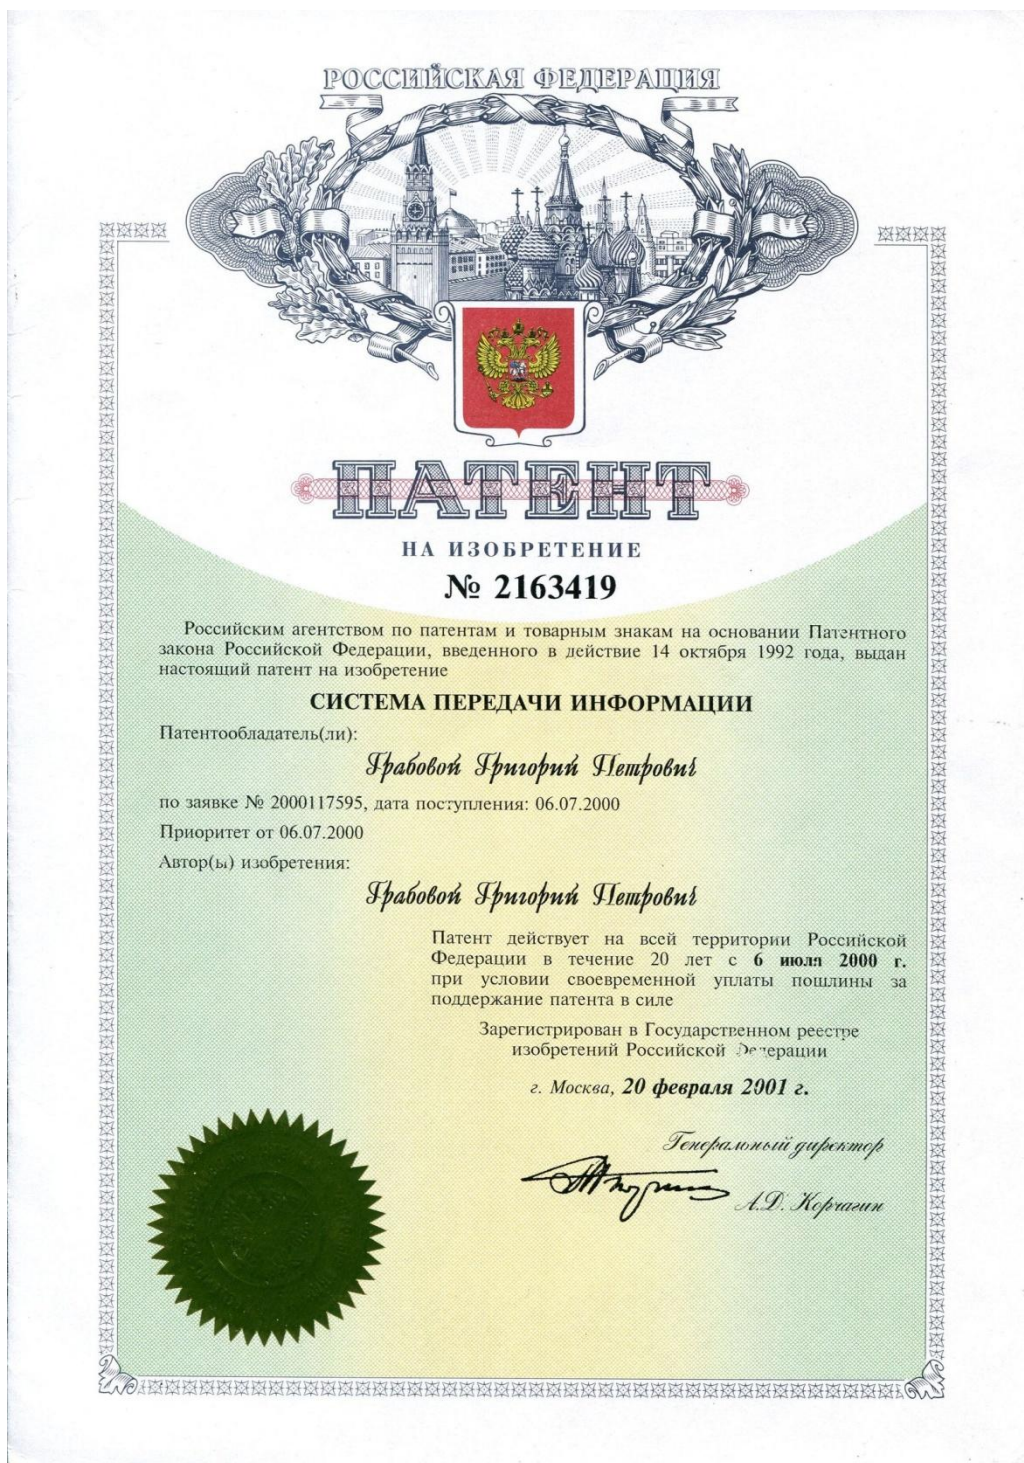 РОССИЙСКАЯ ФЕДЕРАЦИЯ
ПАТЕНТ
НА ИЗОБРЕТЕНИЕ
№ 2163419
Российским агентством по патентам и товарным знакам на основании Патентного
закона Российской Федерации, введенного в действие 14 октября 1992 года, выдан
настоящий патент на изобретение
СИСТЕМА ПЕРЕДАЧИ ИНФОРМАЦИИ
Патентообладатель(ли):
Грабовой Григорий Петрович
по заявке № 2000117595, дата поступления: 06.07.2000
Приоритет от 06.07.2000
Автор(ы) изобретения:
Грабовой Григорий Петрович
Патент действует на всей территории Российской
Федерации в течение 20 лет с 6 июля 2000 г.
при условии своевременной уплаты пошлины за
поддержание патента в силе
Зарегистрирован в Государственном реестре
изобретений Российской Федерации
г. Москва, 20 февраля 2001 г.
Генеральный директор
А.Д. Корчагин